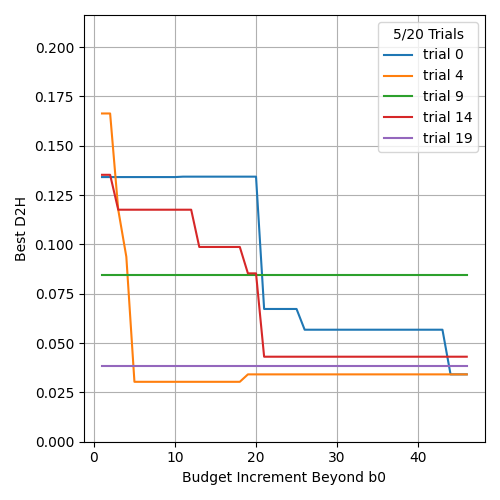 5/20 Trials
trial 0
trial 4
trial 9
trial 14
trial 19
Best D2H
0.200
0.175
0.150
0.125
0.100
0.075
0.050
0.025
0.000
0 10 20 30 40
Budget Increment Beyond b0